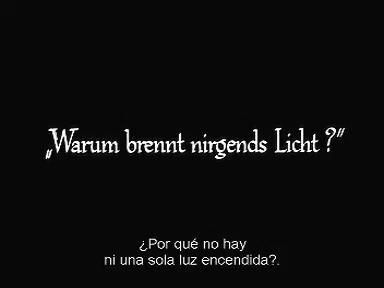 „Warum brennt nirgends Licht ?"
¿Por qué no hay
ni una sola luz encendida?.